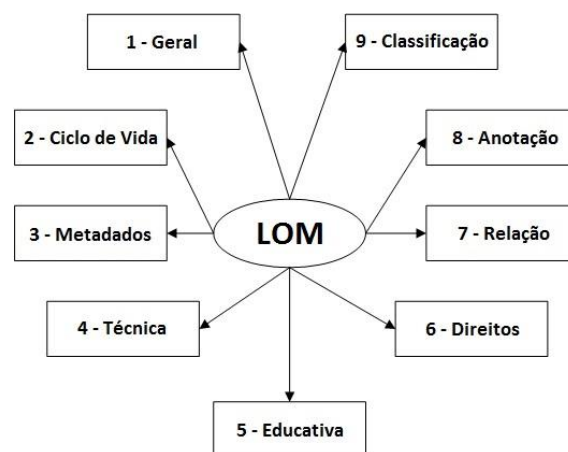 1 - Geral
9 - Classificação
2 - Ciclo de Vida
8 - Anotação
LOM
3 - Metadados
7 - Relação
4 - Técnica
6 - Direitos
5 - Educativa